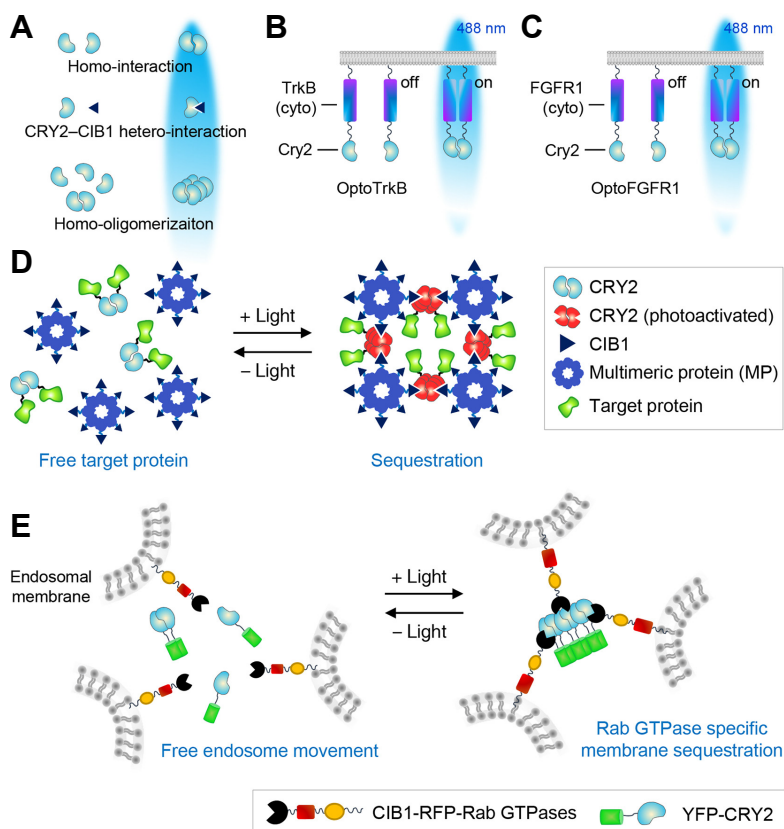 A
Homo-interaction
CRY2–CIB1 hetero-interaction
Homo-oligomerizaiton
B
488 nm
TrkB
(cyto)
off
on
Cry2
OptoTrkB
C
488 nm
FGFR1
(cyto)
off
on
Cry2
OptoFGFR1
D
+ Light
– Light
Free target protein
Sequestration
CRY2
CRY2 (photoactivated)
CIB1
Multimeric protein (MP)
Target protein
E
Endosomal
membrane
+ Light
– Light
Free endosome movement
Rab GTPase specific
membrane sequestration
CIB1-RFP-Rab GTPases
YFP-CRY2